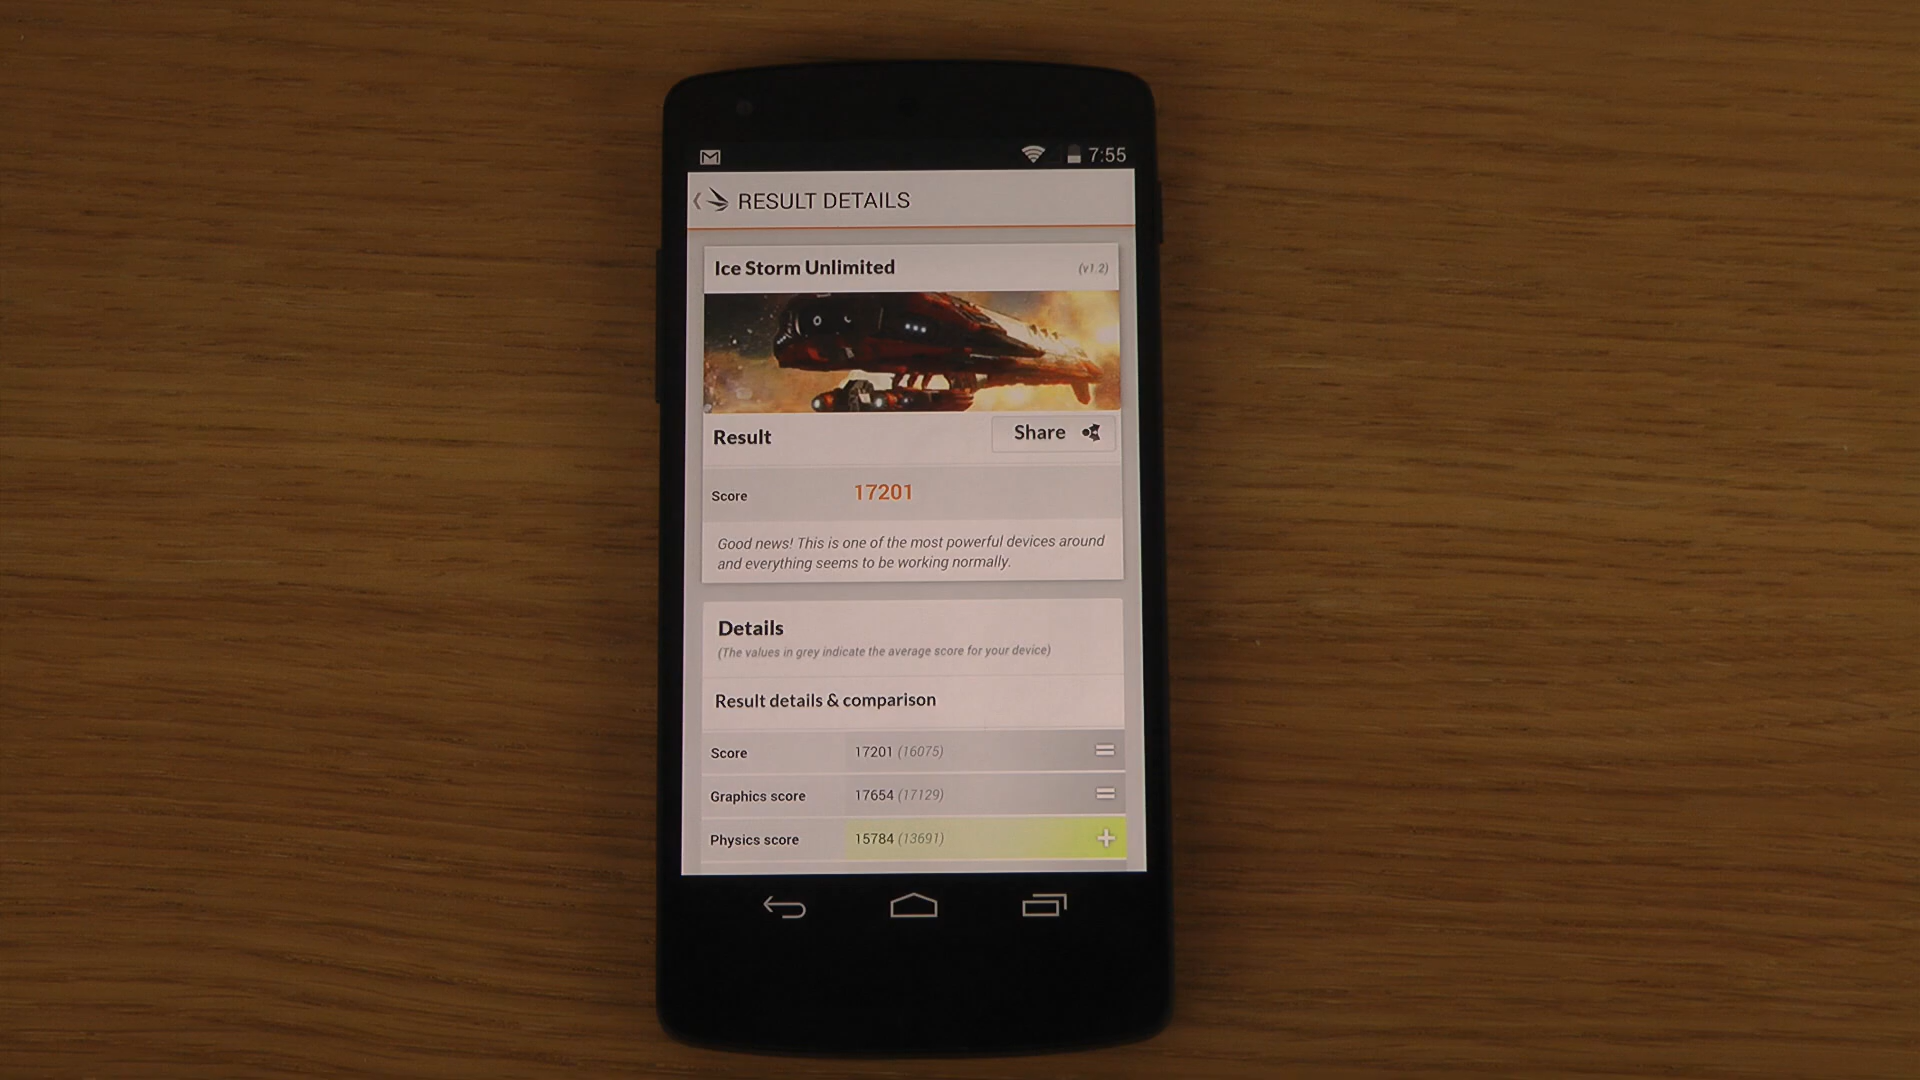 7:55
RESULT DETAILS
Ice Storm Unlimited (v1.2)
Result Share
Score 17201
Good news! This is one of the most powerful devices around
and everything seems to be working normally.
Details
(The values in grey indicate the average score for your device)
Result details & comparison
Score 17201 (16075)
Graphics score 17654 (17129)
Physics score 15784 (13691)